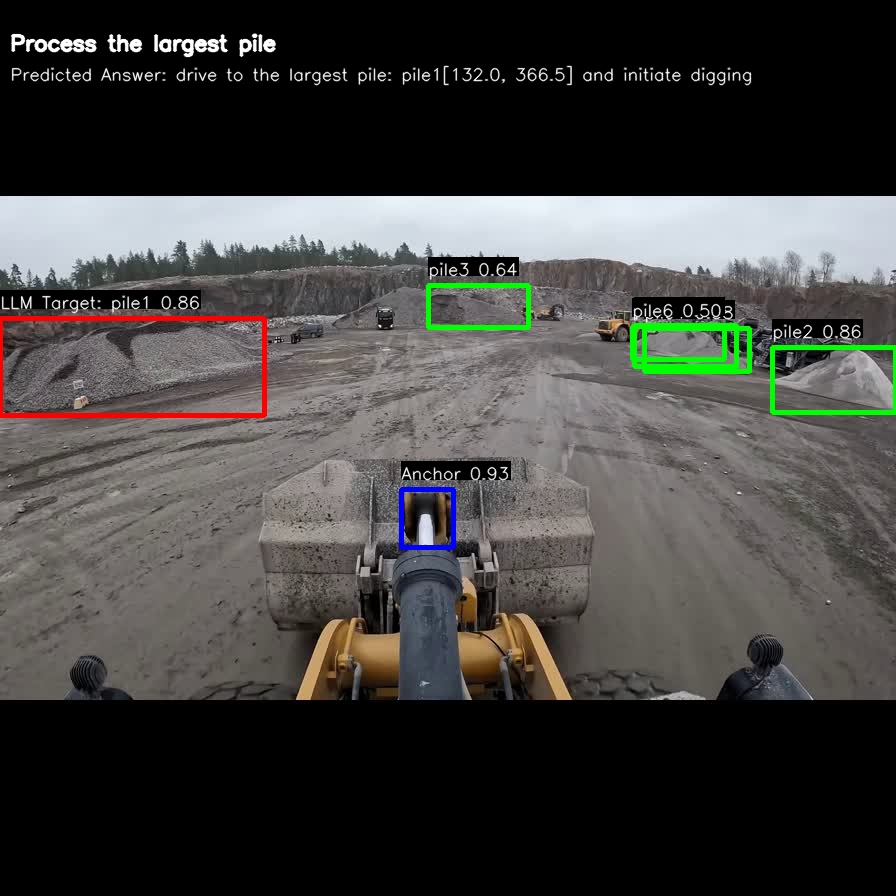 Process the largest pile
Predicted Answer: drive to the largest pile: pile1[132.0, 366.5] and initiate digging
pile3 0.64
LLM Target: pile1 0.86
pile6 0.50
pile2 0.86
Anchor 0.93